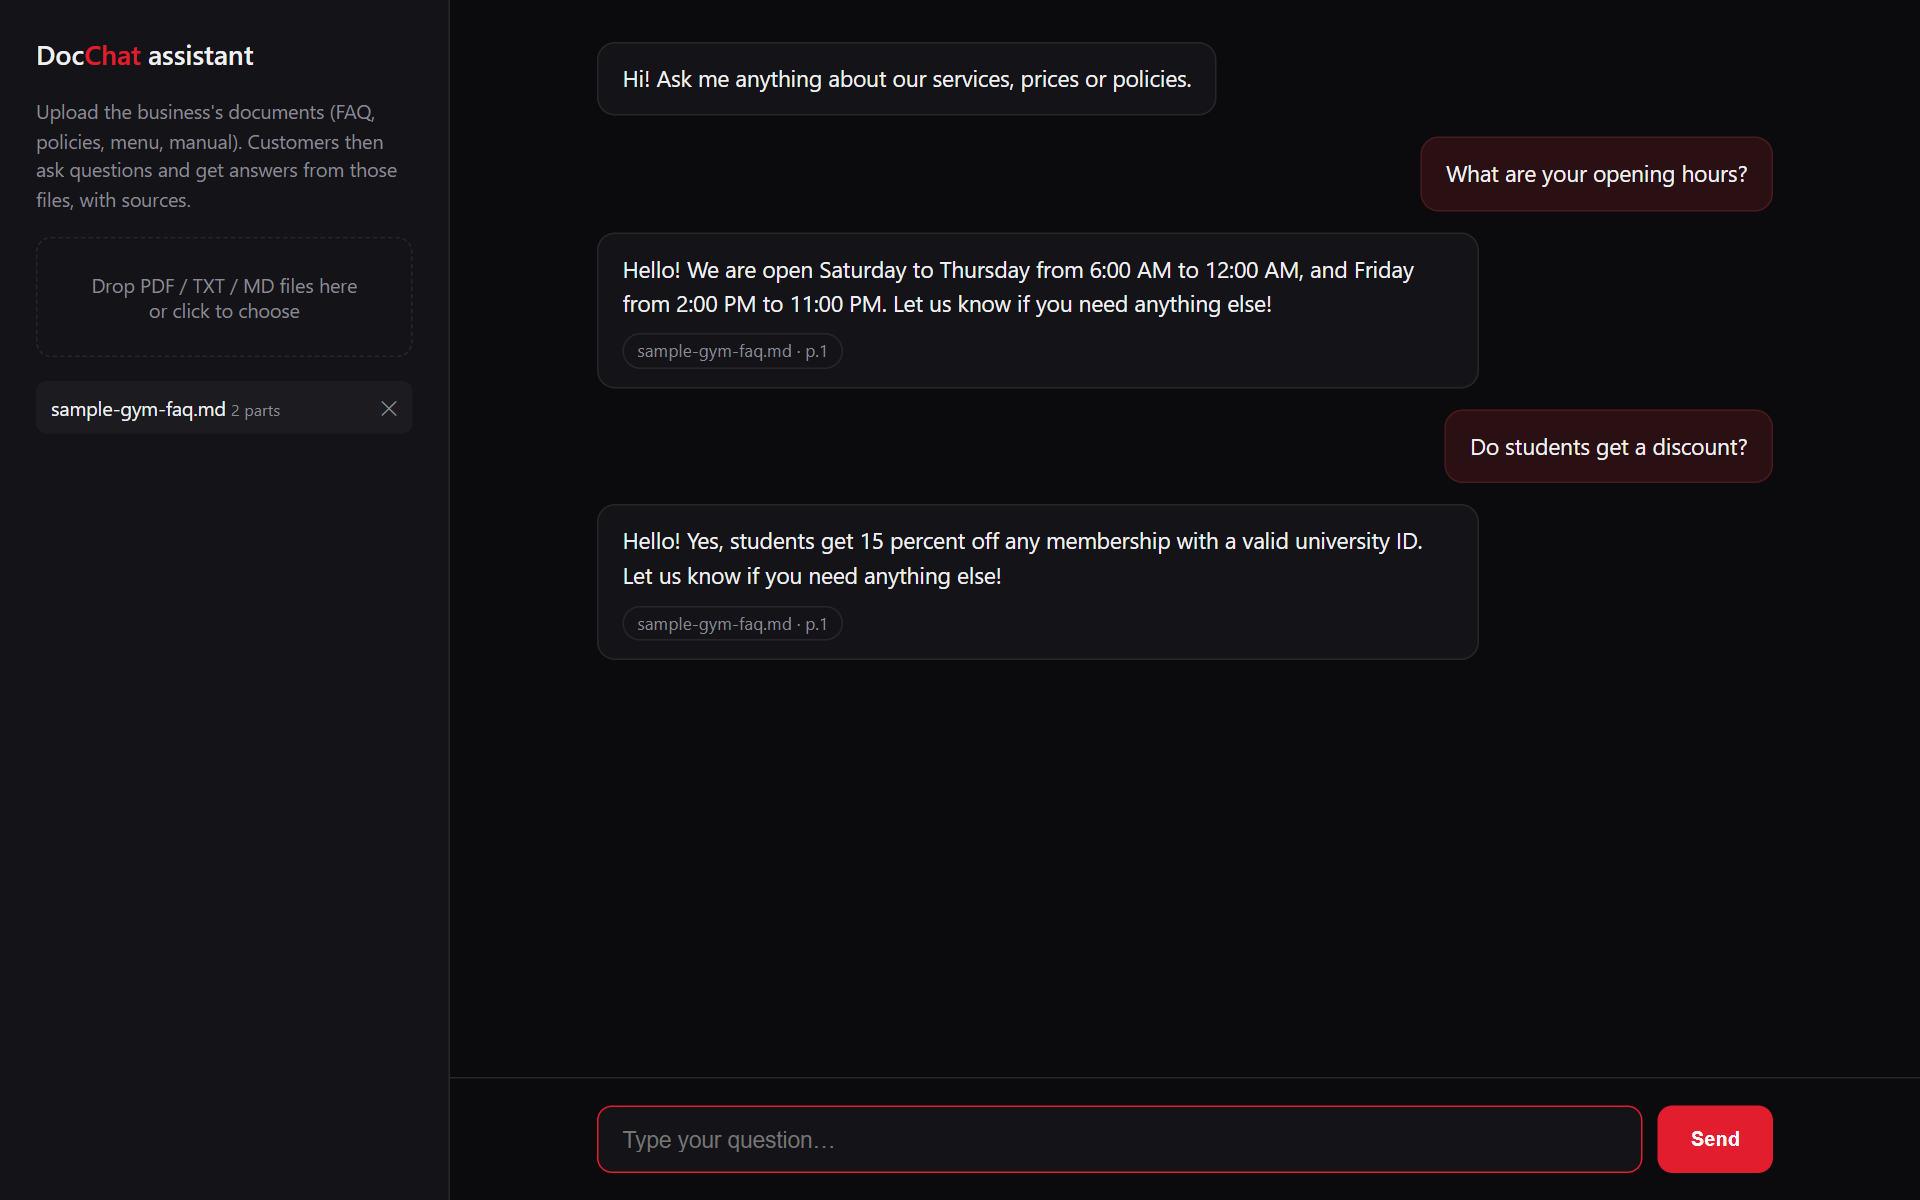 DocChat assistant
Upload the business's documents (FAQ,
policies, menu, manual). Customers then
ask questions and get answers from those
files, with sources.
Drop PDF / TXT / MD files here
or click to choose
sample-gym-faq.md 2 parts
Hi! Ask me anything about our services, prices or policies.
What are your opening hours?
Hello! We are open Saturday to Thursday from 6:00 AM to 12:00 AM, and Friday
from 2:00 PM to 11:00 PM. Let us know if you need anything else!
sample-gym-faq.md · p.1
Do students get a discount?
Hello! Yes, students get 15 percent off any membership with a valid university ID.
Let us know if you need anything else!
sample-gym-faq.md · p.1
Type your question…
Send